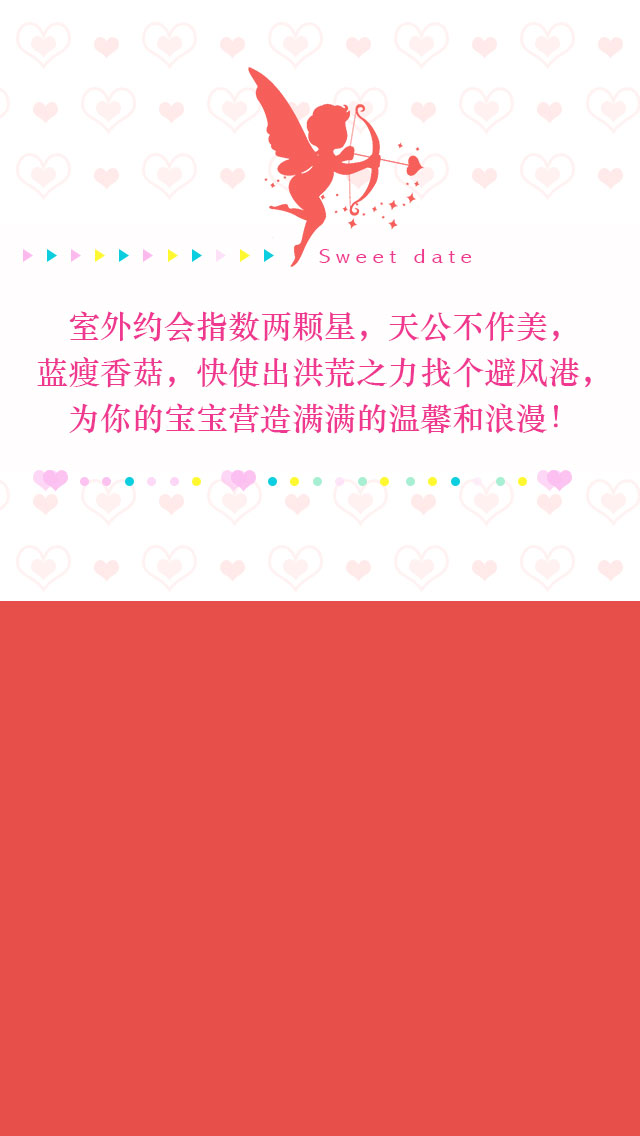 Sweet date
室外约会指数两颗星，天公不作美，
蓝瘦香菇，快使出洪荒之力找个避风港，
为你的宝宝营造满满的温馨和浪漫！